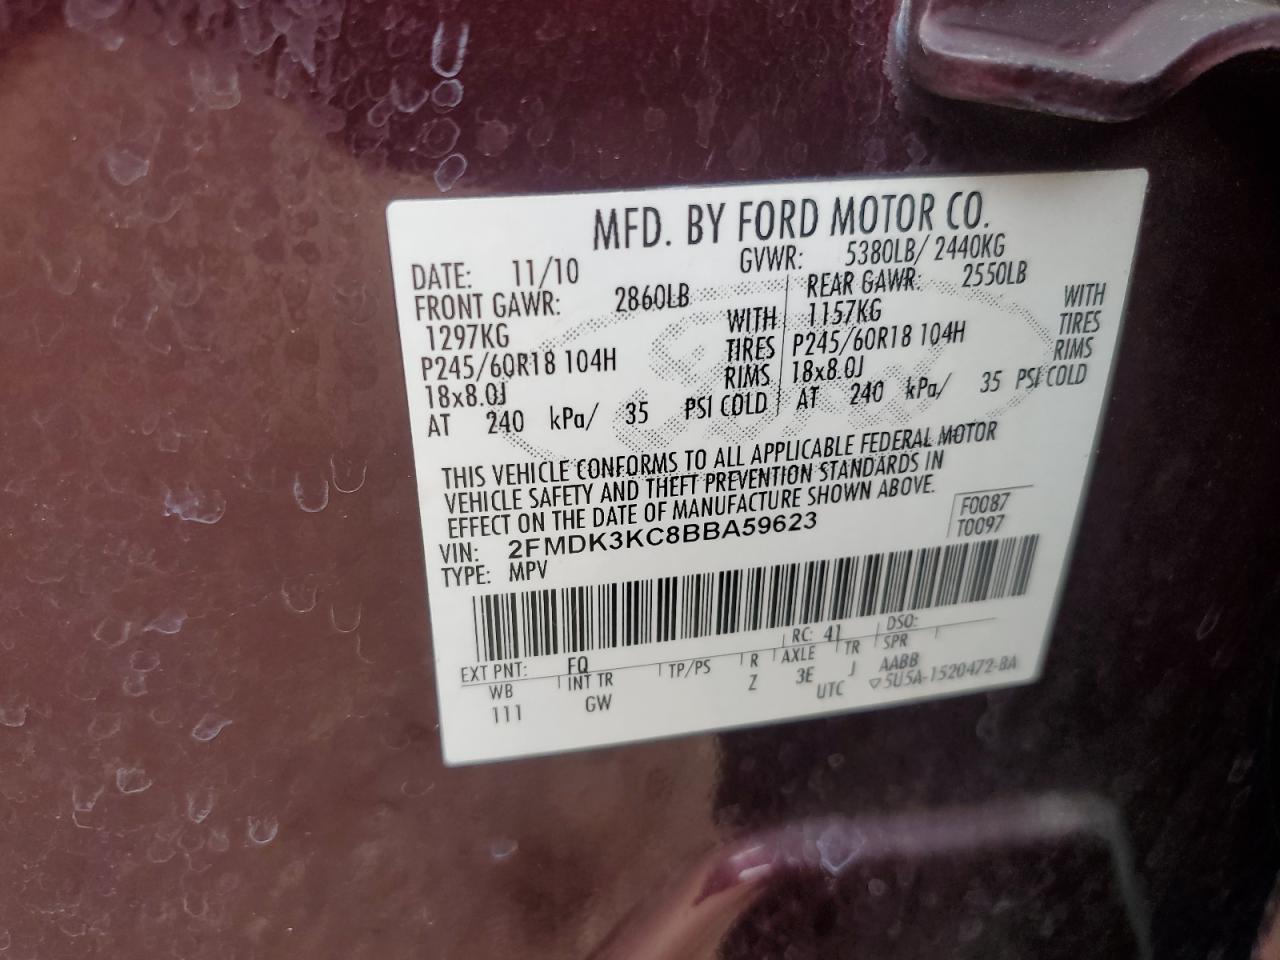 MFD. BY FORD MOTOR CO.
DATE: 11/10 GVWR: 5380LB/ 2440KG
FRONT GAWR: 2860LB REAR GAWR: 2550LB
1297KG WITH 1157KG WITH
P245/60R18 104H TIRES P245/60R18 104H TIRES
18x8.0J RIMS 18x8.0J RIMS
AT 240 kPa/ 35 PSI COLD AT 240 kPa/ 35 PSI COLD
THIS VEHICLE CONFORMS TO ALL APPLICABLE FEDERAL MOTOR
VEHICLE SAFETY AND THEFT PREVENTION STANDARDS IN
EFFECT ON THE DATE OF MANUFACTURE SHOWN ABOVE.
F0087
VIN: 2FMDK3KC8BBA59623 T0097
TYPE: MPV
EXT PNT: FQ RC: 41 DSO:
WB INT TR TP/PS R AXLE TR SPR
111 GW Z 3E J AABB
UTC ▽5U5A-1520472-BA